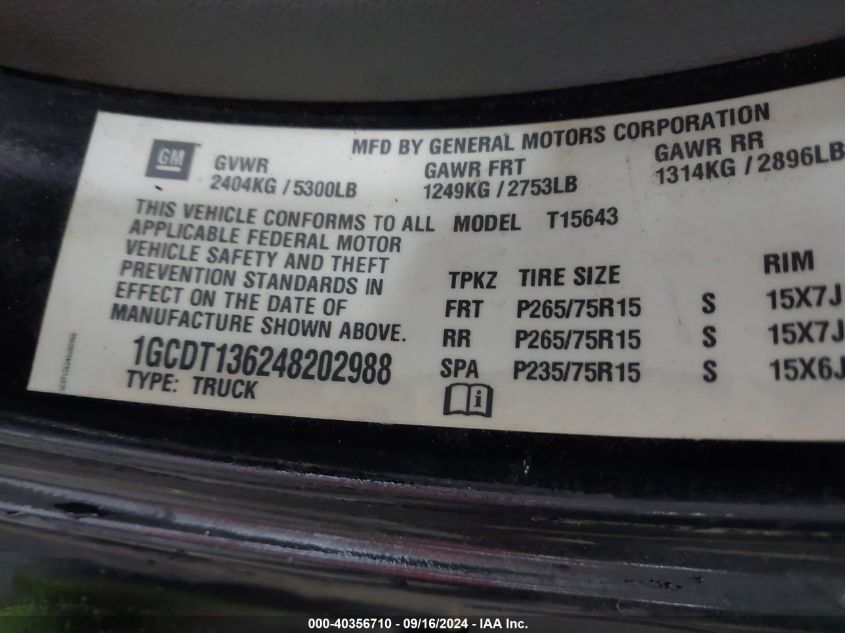 MFD BY GENERAL MOTORS CORPORATION
GM
GVWR GAWR FRT GAWR RR
2404KG / 5300LB 1249KG / 2753LB 1314KG / 2896LB
THIS VEHICLE CONFORMS TO ALL MODEL T15643
APPLICABLE FEDERAL MOTOR
VEHICLE SAFETY AND THEFT
PREVENTION STANDARDS IN
EFFECT ON THE DATE OF
MANUFACTURE SHOWN ABOVE.
TPKZ TIRE SIZE RIM
FRT P265/75R15 S 15X7J
RR P265/75R15 S 15X7J
SPA P235/75R15 S 15X6J
1GCDT136248202988
TYPE: TRUCK
i
000-40356710 - 09/16/2024 - IAA Inc.